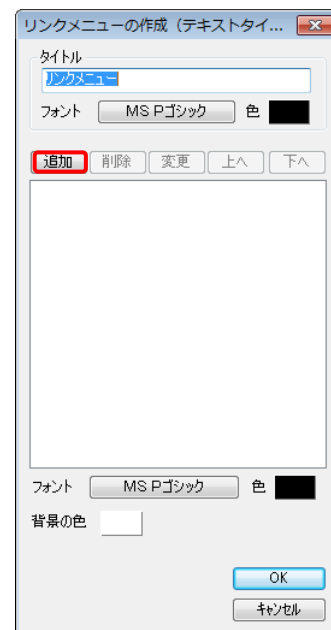 リンクメニューの作成（テキストタイ...
タイトル
リンクメニュー
フォント MS Pゴシック 色
追加 削除 変更 上へ 下へ
フォント MS Pゴシック 色
背景の色
OK
キャンセル